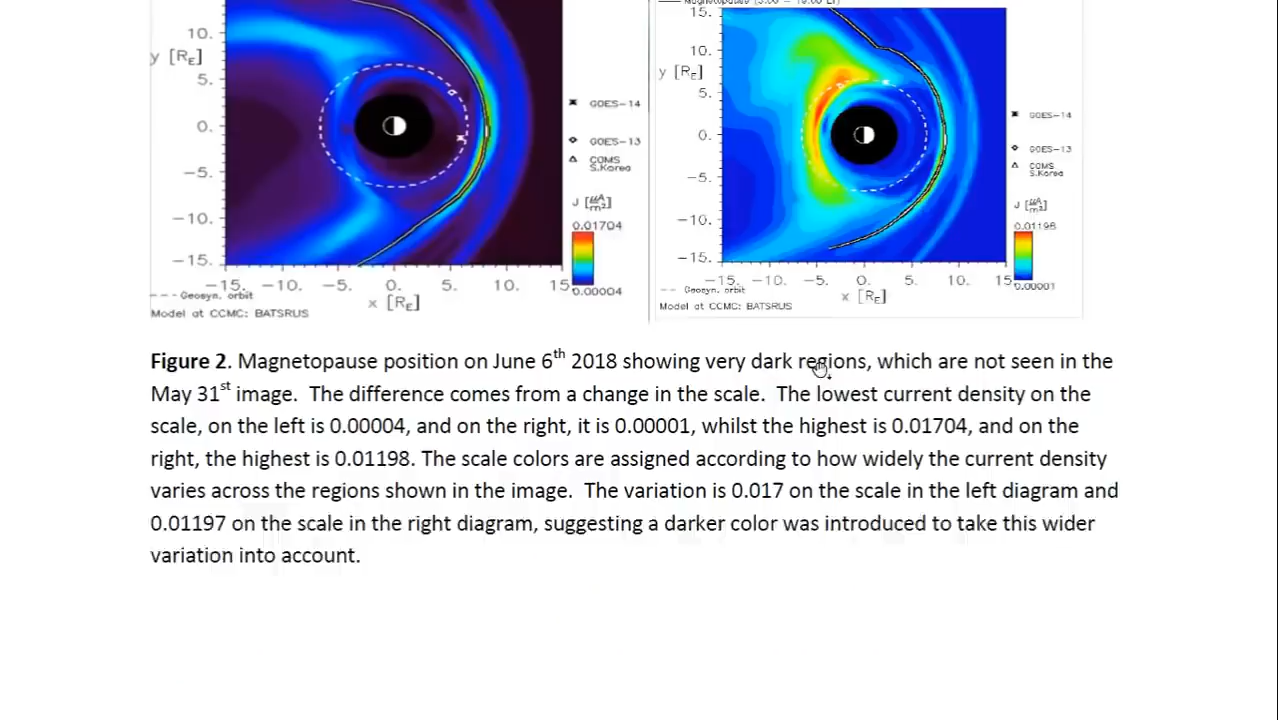 Magnetopause (5.00 - 15.00 LT)
10.
15.
y [RE]
10.
5.
y [RE]
5.
GOES-14
GOES-14
0.
0.
GOES-13
GOES-13
COMS
S.Korea
COMS
S.Korea
-5.
-5.
J [μA/m2]
J [μA/m2]
-10.
0.01704
-10.
0.01198
-15.
-15.
-15. -10. -5. 0. 5. 10. 15.
0.00004
-15. -10. -5. 0. 5. 10. 15.
0.00001
Geosyn. orbit
x [RE]
Geosyn. orbit
x [RE]
Model at CCMC: BATSRUS
Model at CCMC: BATSRUS
Figure 2. Magnetopause position on June 6th 2018 showing very dark regions, which are not seen in the
May 31st image. The difference comes from a change in the scale. The lowest current density on the
scale, on the left is 0.00004, and on the right, it is 0.00001, whilst the highest is 0.01704, and on the
right, the highest is 0.01198. The scale colors are assigned according to how widely the current density
varies across the regions shown in the image. The variation is 0.017 on the scale in the left diagram and
0.01197 on the scale in the right diagram, suggesting a darker color was introduced to take this wider
variation into account.